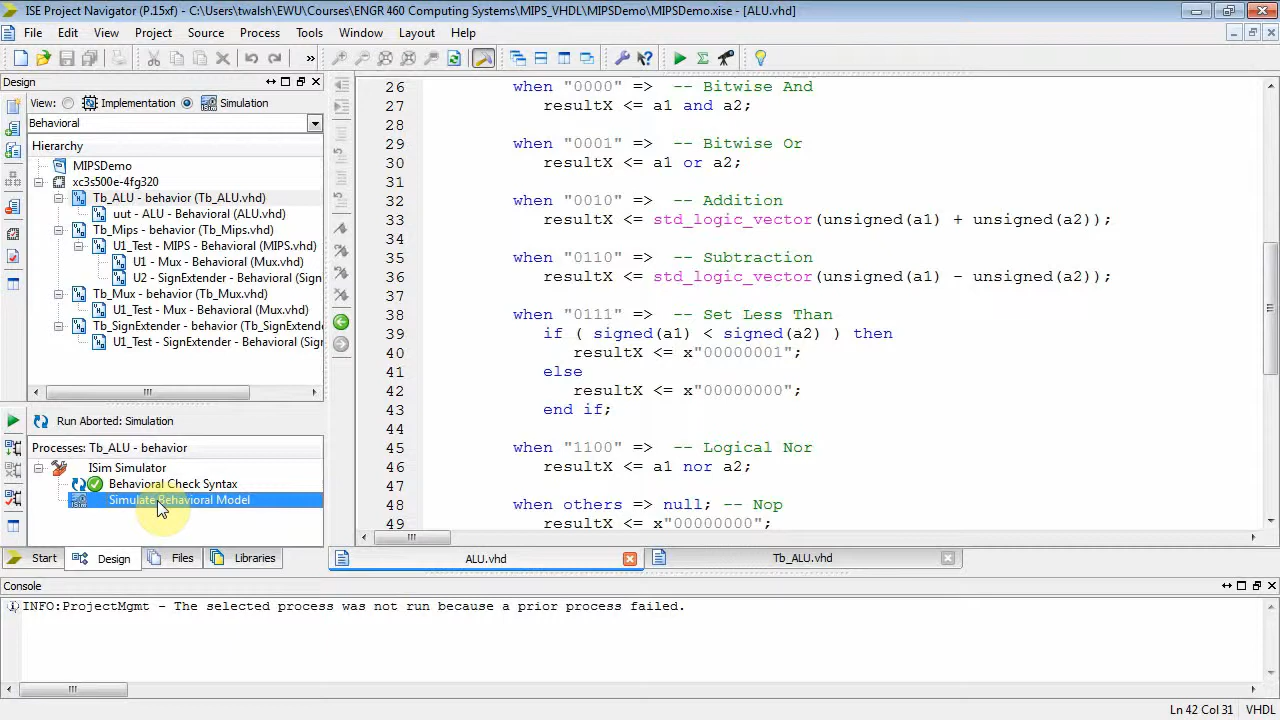 ISE Project Navigator (P.15xf) - C:\Users\twalsh\EWU\Courses\ENGR 460 Computing Systems\MIPS_VHDL\MIPSDemo\MIPSDemo.xise - [ALU.vhd]
File Edit View Project Source Process Tools Window Layout Help
Design
View: Implementation Simulation
Behavioral
Hierarchy
MIPSDemo
xc3s500e-4fg320
Tb_ALU - behavior (Tb_ALU.vhd)
uut - ALU - Behavioral (ALU.vhd)
Tb_Mips - behavior (Tb_Mips.vhd)
U1_Test - MIPS - Behavioral (MIPS.vhd)
U1 - Mux - Behavioral (Mux.vhd)
U2 - SignExtender - Behavioral (Sign
Tb_Mux - behavior (Tb_Mux.vhd)
U1_Test - Mux - Behavioral (Mux.vhd)
Tb_SignExtender - behavior (Tb_SignExtend
U1_Test - SignExtender - Behavioral (Sig
Run Aborted: Simulation
Processes: Tb_ALU - behavior
ISim Simulator
Behavioral Check Syntax
Simulate Behavioral Model
Start Design Files Libraries
26 when "0000" => -- Bitwise And
27 resultX <= a1 and a2;
28
29 when "0001" => -- Bitwise Or
30 resultX <= a1 or a2;
31
32 when "0010" => -- Addition
33 resultX <= std_logic_vector(unsigned(a1) + unsigned(a2));
34
35 when "0110" => -- Subtraction
36 resultX <= std_logic_vector(unsigned(a1) - unsigned(a2));
37
38 when "0111" => -- Set Less Than
39 if ( signed(a1) < signed(a2) ) then
40 resultX <= x"00000001";
41 else
42 resultX <= x"00000000";
43 end if;
44
45 when "1100" => -- Logical Nor
46 resultX <= a1 nor a2;
47
48 when others => null; -- Nop
49 resultX <= x"00000000";
ALU.vhd Tb_ALU.vhd
Console
INFO:ProjectMgmt - The selected process was not run because a prior process failed.
Ln 42 Col 31 VHDL